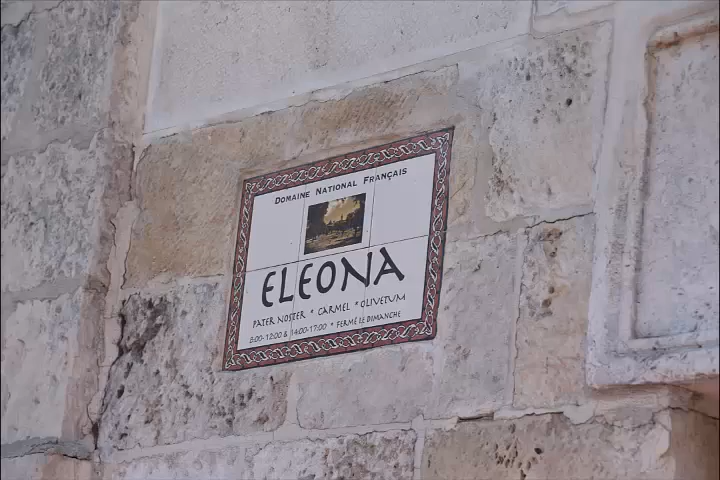 Domaine National Français
ELEONA
PATER NOSTER * CARMEL * OLIVETUM
8:00-12:00 & 14:00-17:00 * FERMÉ LE DIMANCHE